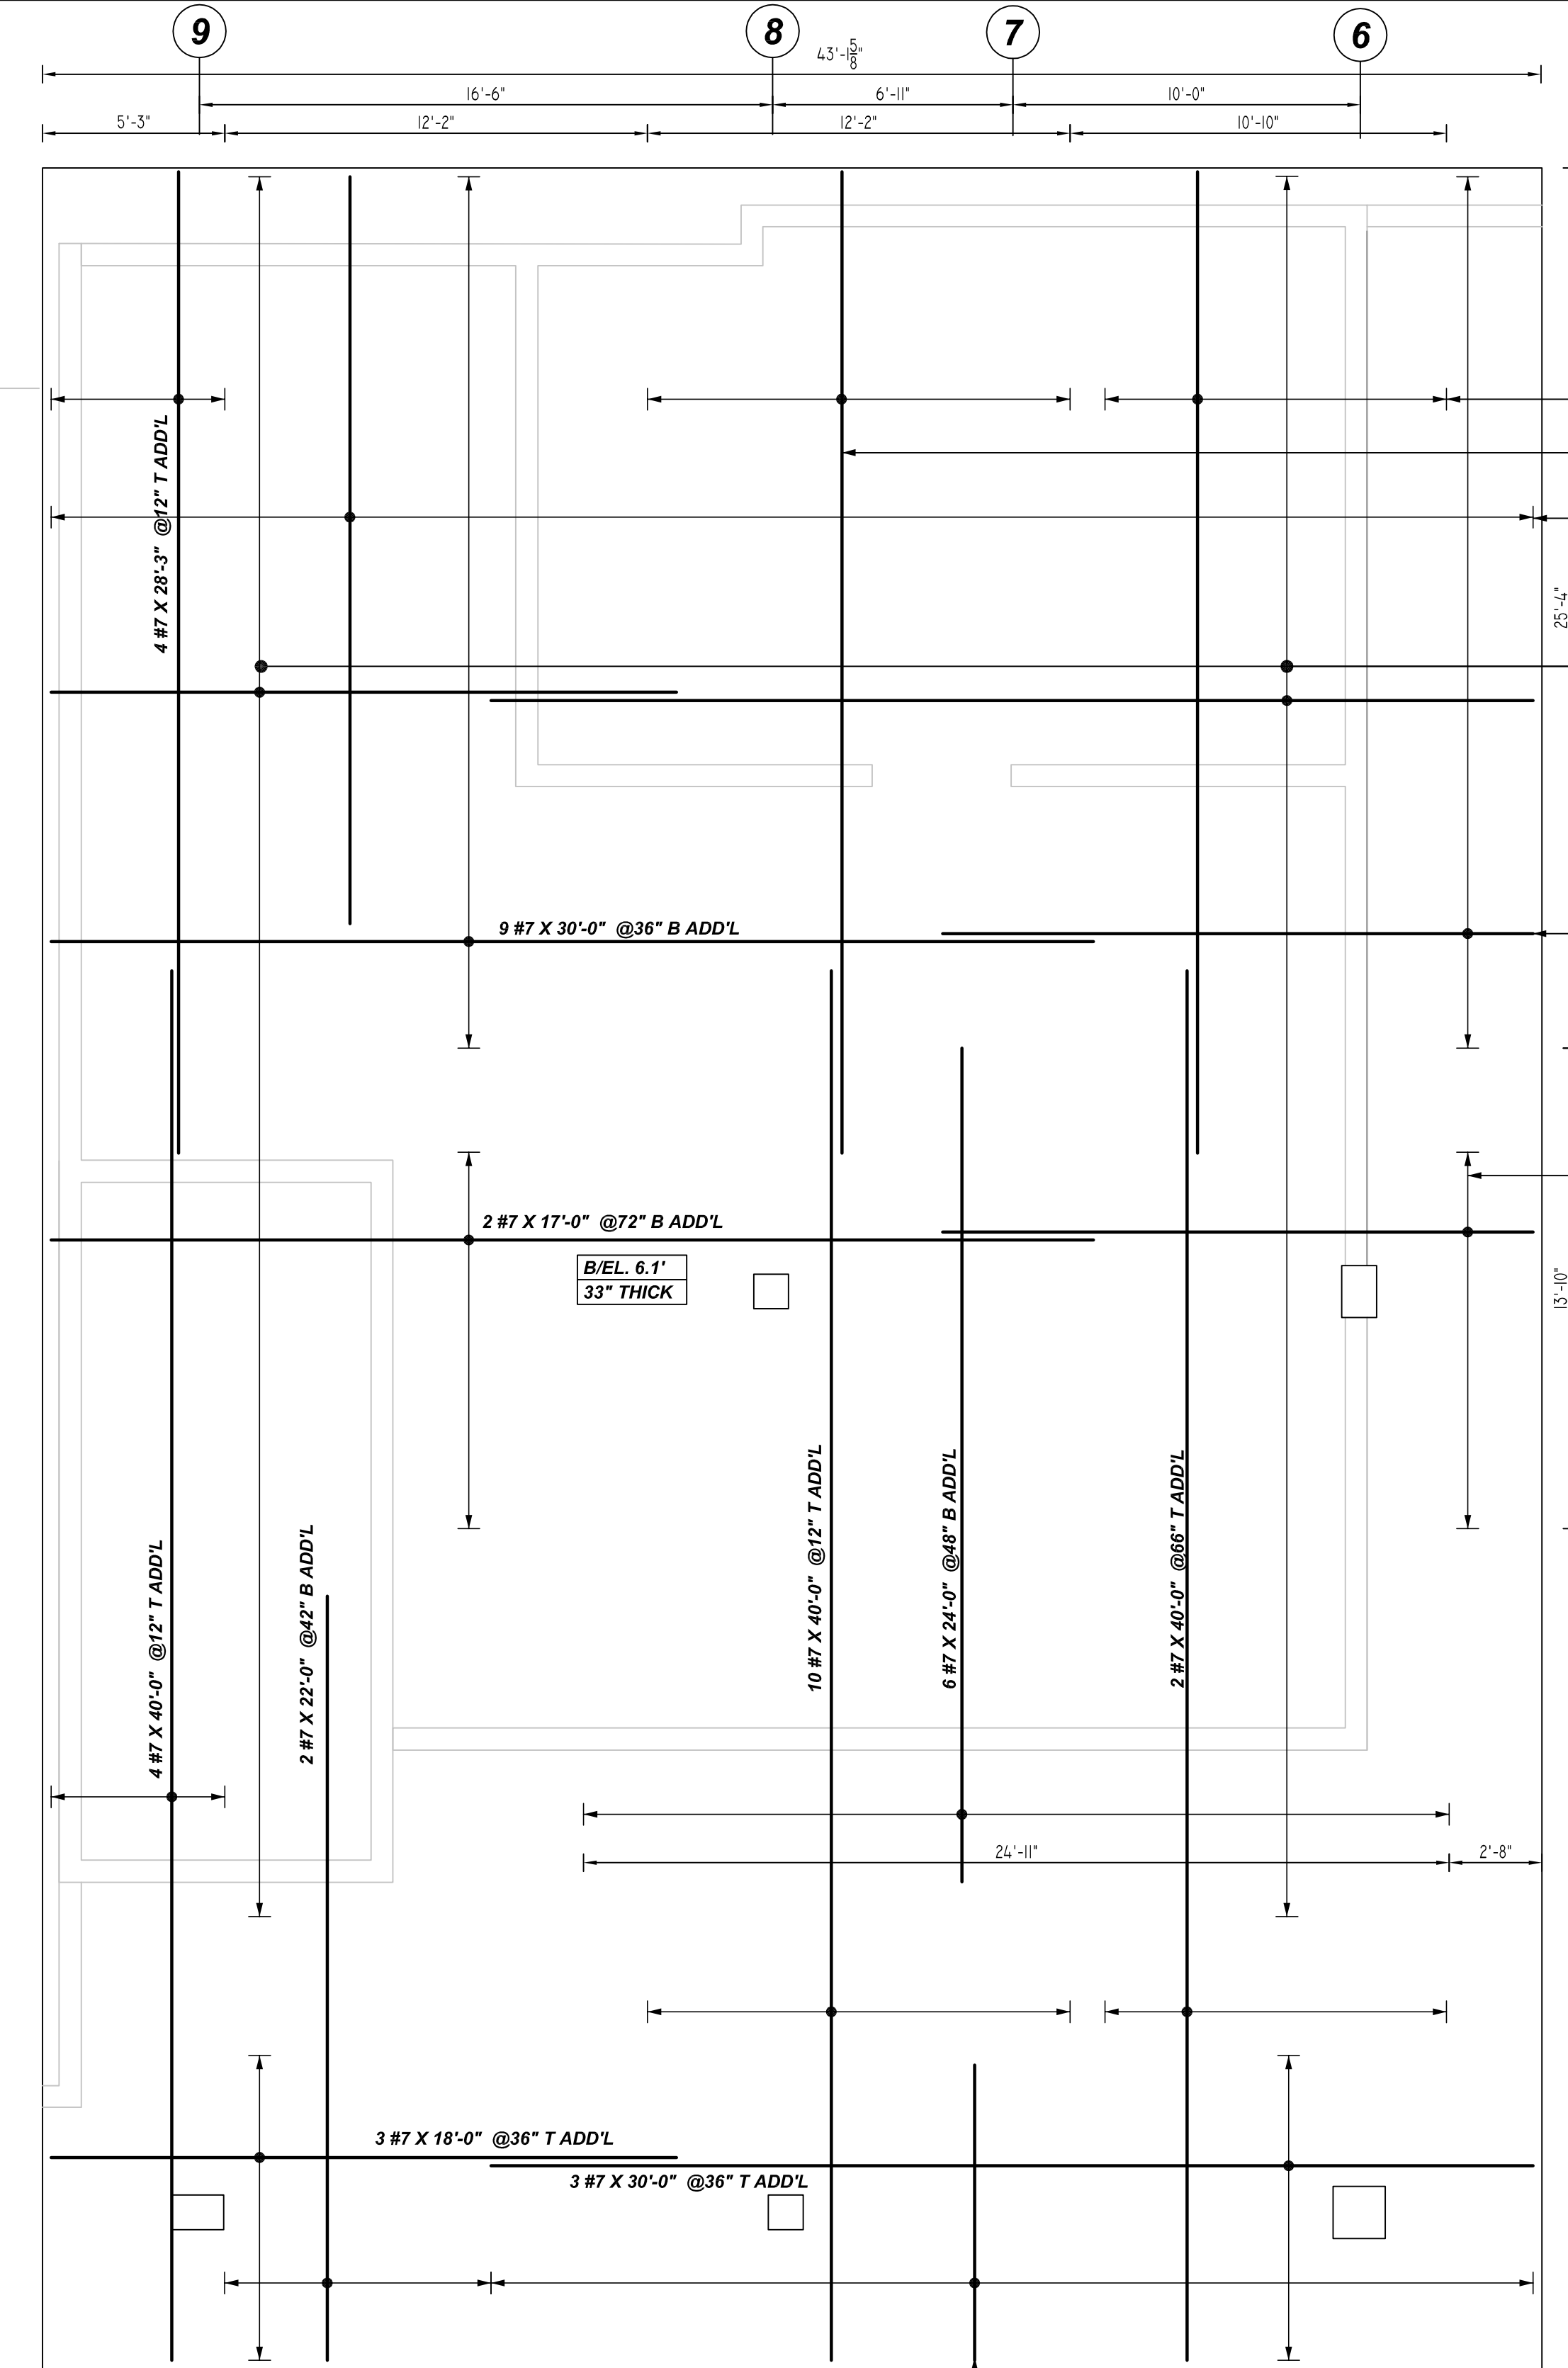 9
8
7
6
43'-1 5/8"
16'-6"
6'-11"
10'-0"
5'-3"
12'-2"
12'-2"
10'-10"
4 #7 X 28'-3" @12" T ADD'L
25'-4"
9 #7 X 30'-0" @36" B ADD'L
2 #7 X 17'-0" @72" B ADD'L
B/EL. 6.1'
33" THICK
13'-10"
4 #7 X 40'-0" @12" T ADD'L
2 #7 X 22'-0" @42" B ADD'L
10 #7 X 40'-0" @12" T ADD'L
6 #7 X 24'-0" @48" B ADD'L
2 #7 X 40'-0" @66" T ADD'L
24'-11"
2'-8"
3 #7 X 18'-0" @36" T ADD'L
3 #7 X 30'-0" @36" T ADD'L